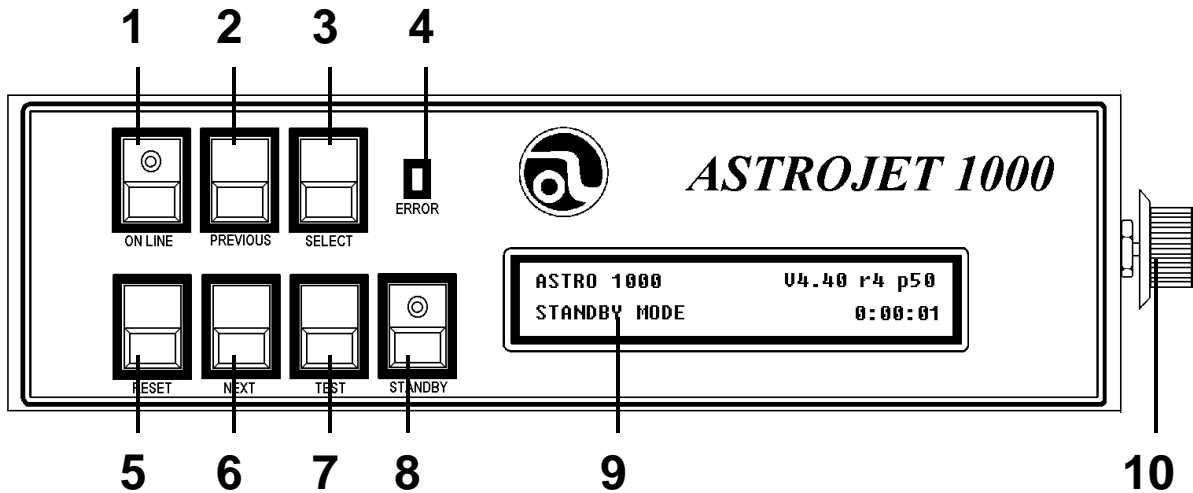 1 2 3 4
ON LINE PREVIOUS SELECT ERROR
ASTROJET 1000
ASTRO 1000 V4.40 r4 p50
STANDBY MODE 0:00:01
RESET NEXT TEST STANDBY
5 6 7 8 9 10